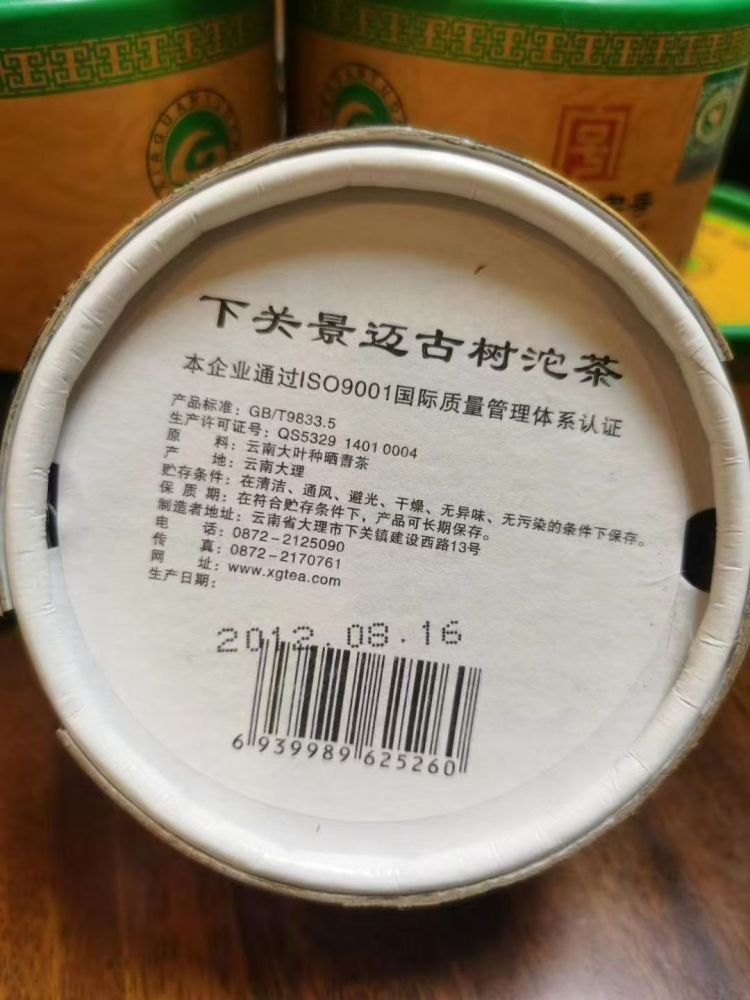 下关景迈古树沱茶
本企业通过ISO9001国际质量管理体系认证
产品标准：GB/T9833.5
生产许可证号：QS5329 1401 0004
原 料：云南大叶种晒青茶
产 地：云南大理
贮存条件：在清洁、通风、避光、干燥、无异味、无污染的条件下保存。
保 质 期：在符合贮存条件下，产品可长期保存。
制造者地址：云南省大理市下关镇建设西路13号
电 话：0872-2125090
传 真：0872-2170761
网 址：www.xgtea.com
生产日期：
2012.08.16
6 939989 625260